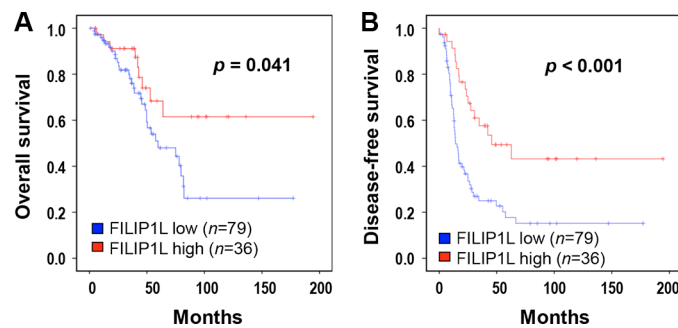 A
Overall survival
1.0
0.8
0.6
0.4
0.2
0.0
p = 0.041
FILIP1L low (n=79)
FILIP1L high (n=36)
0 50 100 150 200
Months
B
Disease-free survival
1.0
0.8
0.6
0.4
0.2
0.0
p < 0.001
FILIP1L low (n=79)
FILIP1L high (n=36)
0 50 100 150 200
Months